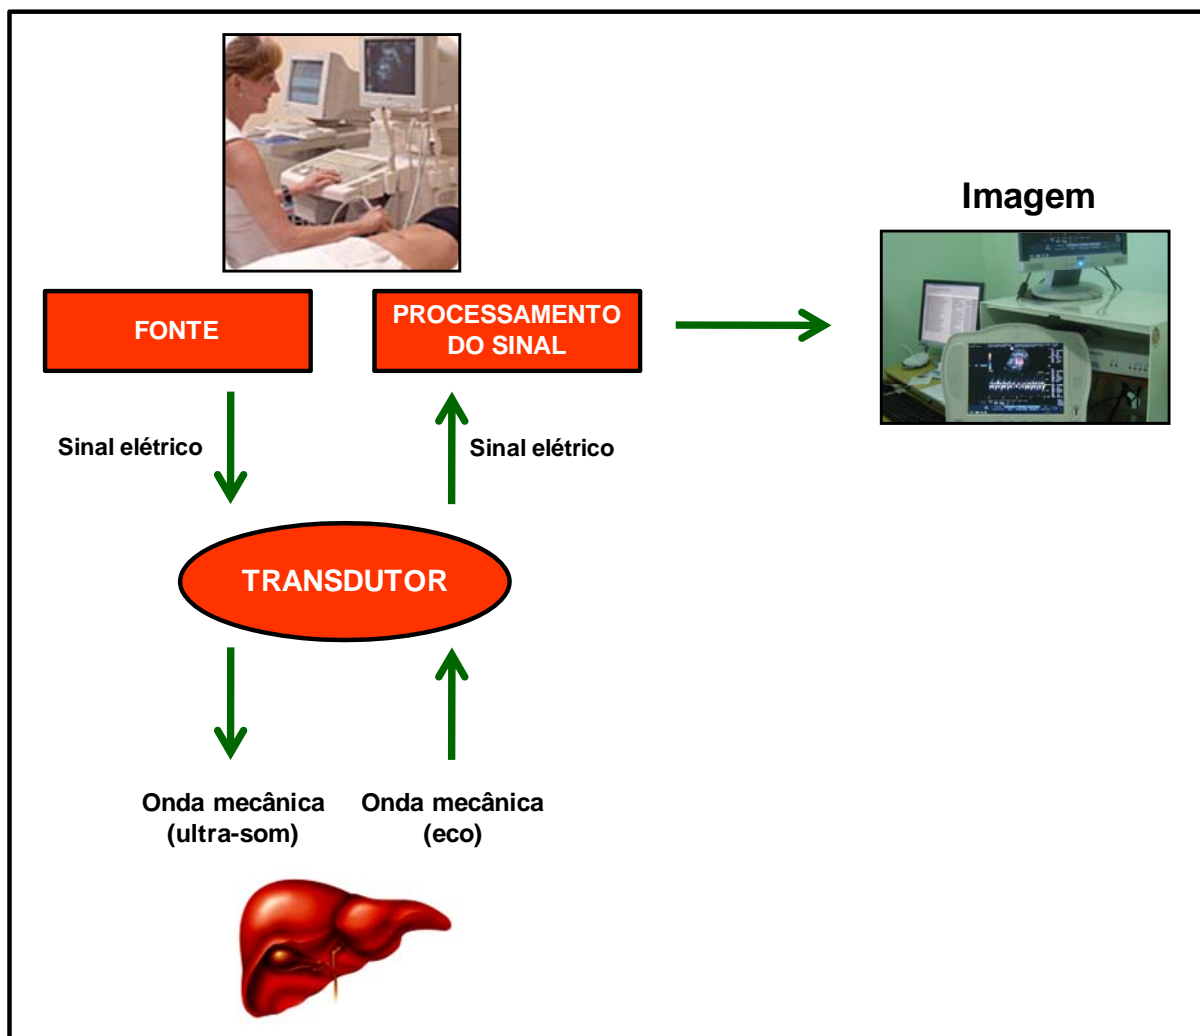 Imagem
FONTE
PROCESSAMENTO
DO SINAL
Sinal elétrico
Sinal elétrico
TRANSDUTOR
Onda mecânica
(ultra-som)
Onda mecânica
(eco)